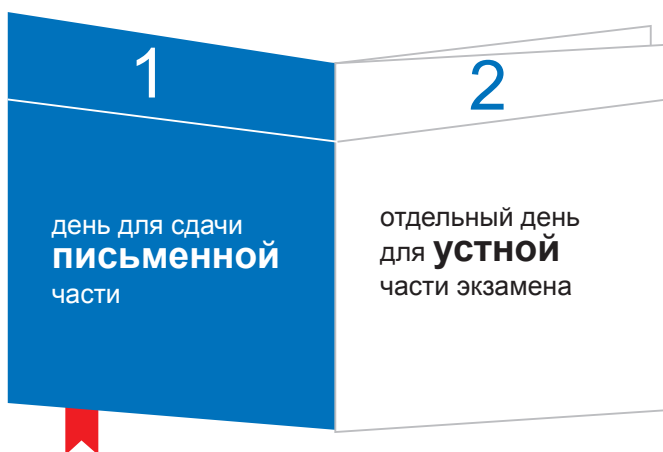 1
день для сдачи
письменной
части
2
отдельный день
для устной
части экзамена